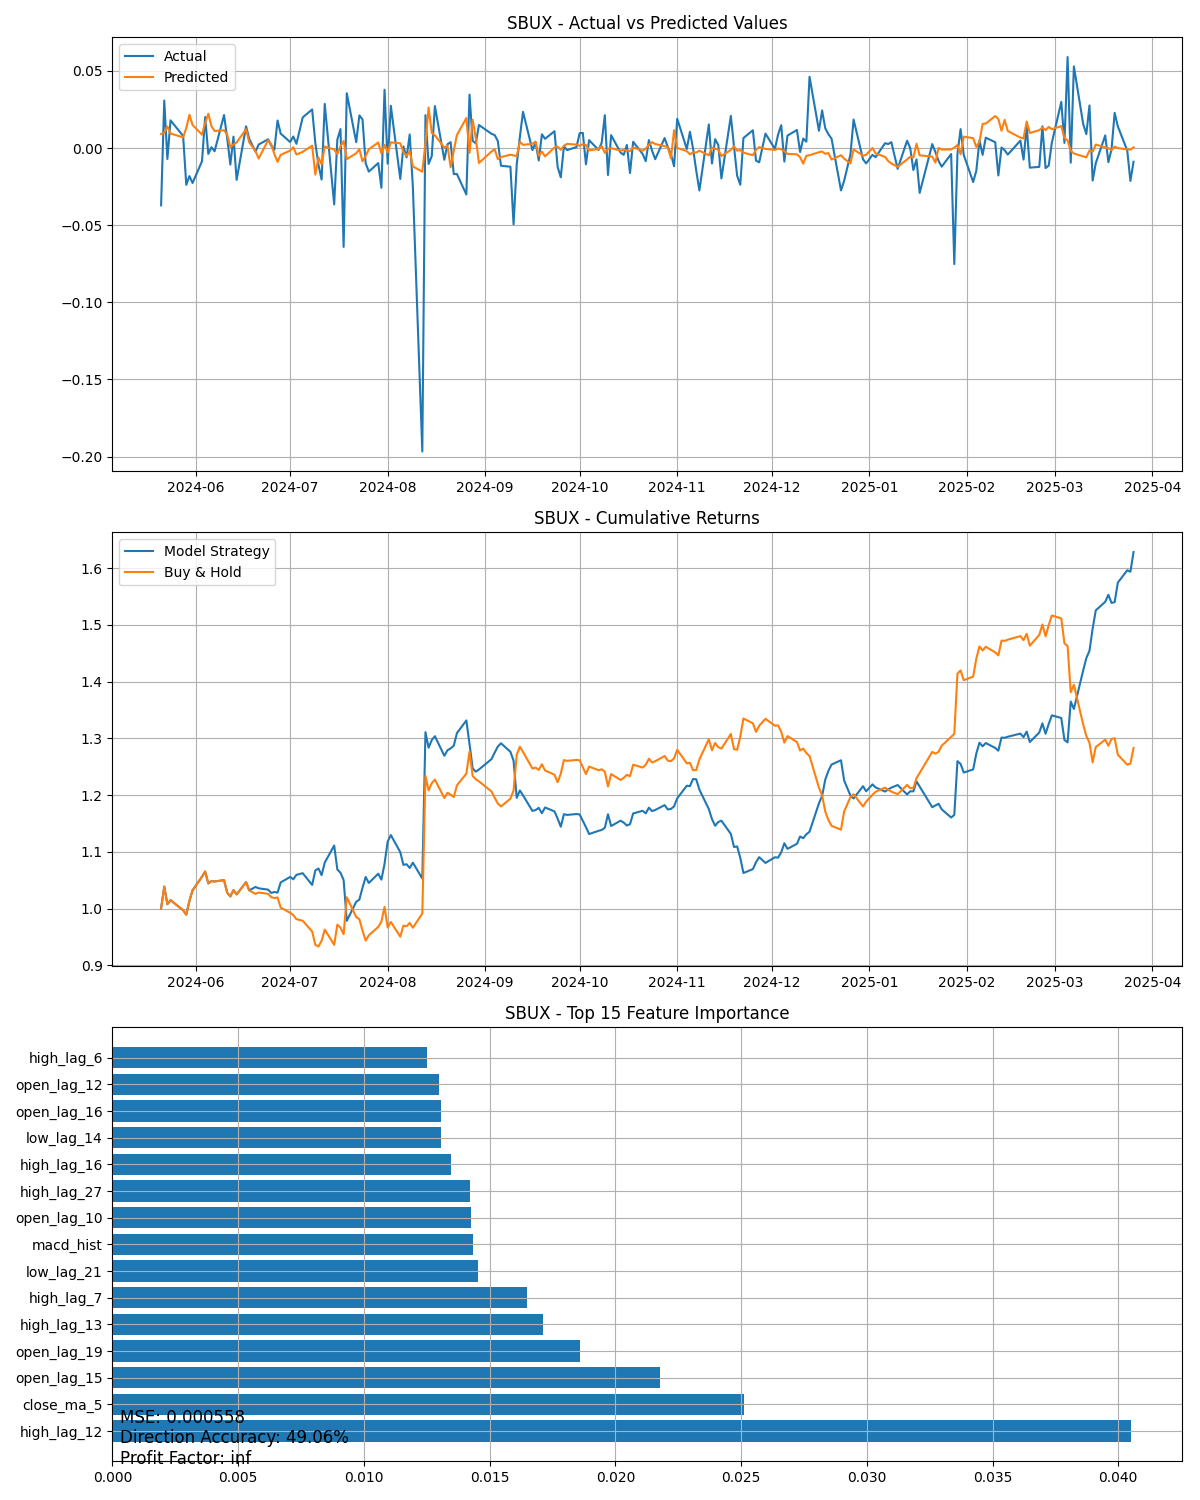 SBUX - Actual vs Predicted Values
Actual
Predicted
0.05
0.00
−0.05
−0.10
−0.15
−0.20
2024-06 2024-07 2024-08 2024-09 2024-10 2024-11 2024-12 2025-01 2025-02 2025-03 2025-04
SBUX - Cumulative Returns
Model Strategy
Buy & Hold
1.6
1.5
1.4
1.3
1.2
1.1
1.0
0.9
2024-06 2024-07 2024-08 2024-09 2024-10 2024-11 2024-12 2025-01 2025-02 2025-03 2025-04
SBUX - Top 15 Feature Importance
high_lag_6
open_lag_12
open_lag_16
low_lag_14
high_lag_16
high_lag_27
open_lag_10
macd_hist
low_lag_21
high_lag_7
high_lag_13
open_lag_19
open_lag_15
close_ma_5
high_lag_12
MSE: 0.000558
Direction Accuracy: 49.06%
Profit Factor: inf
0.000 0.005 0.010 0.015 0.020 0.025 0.030 0.035 0.040